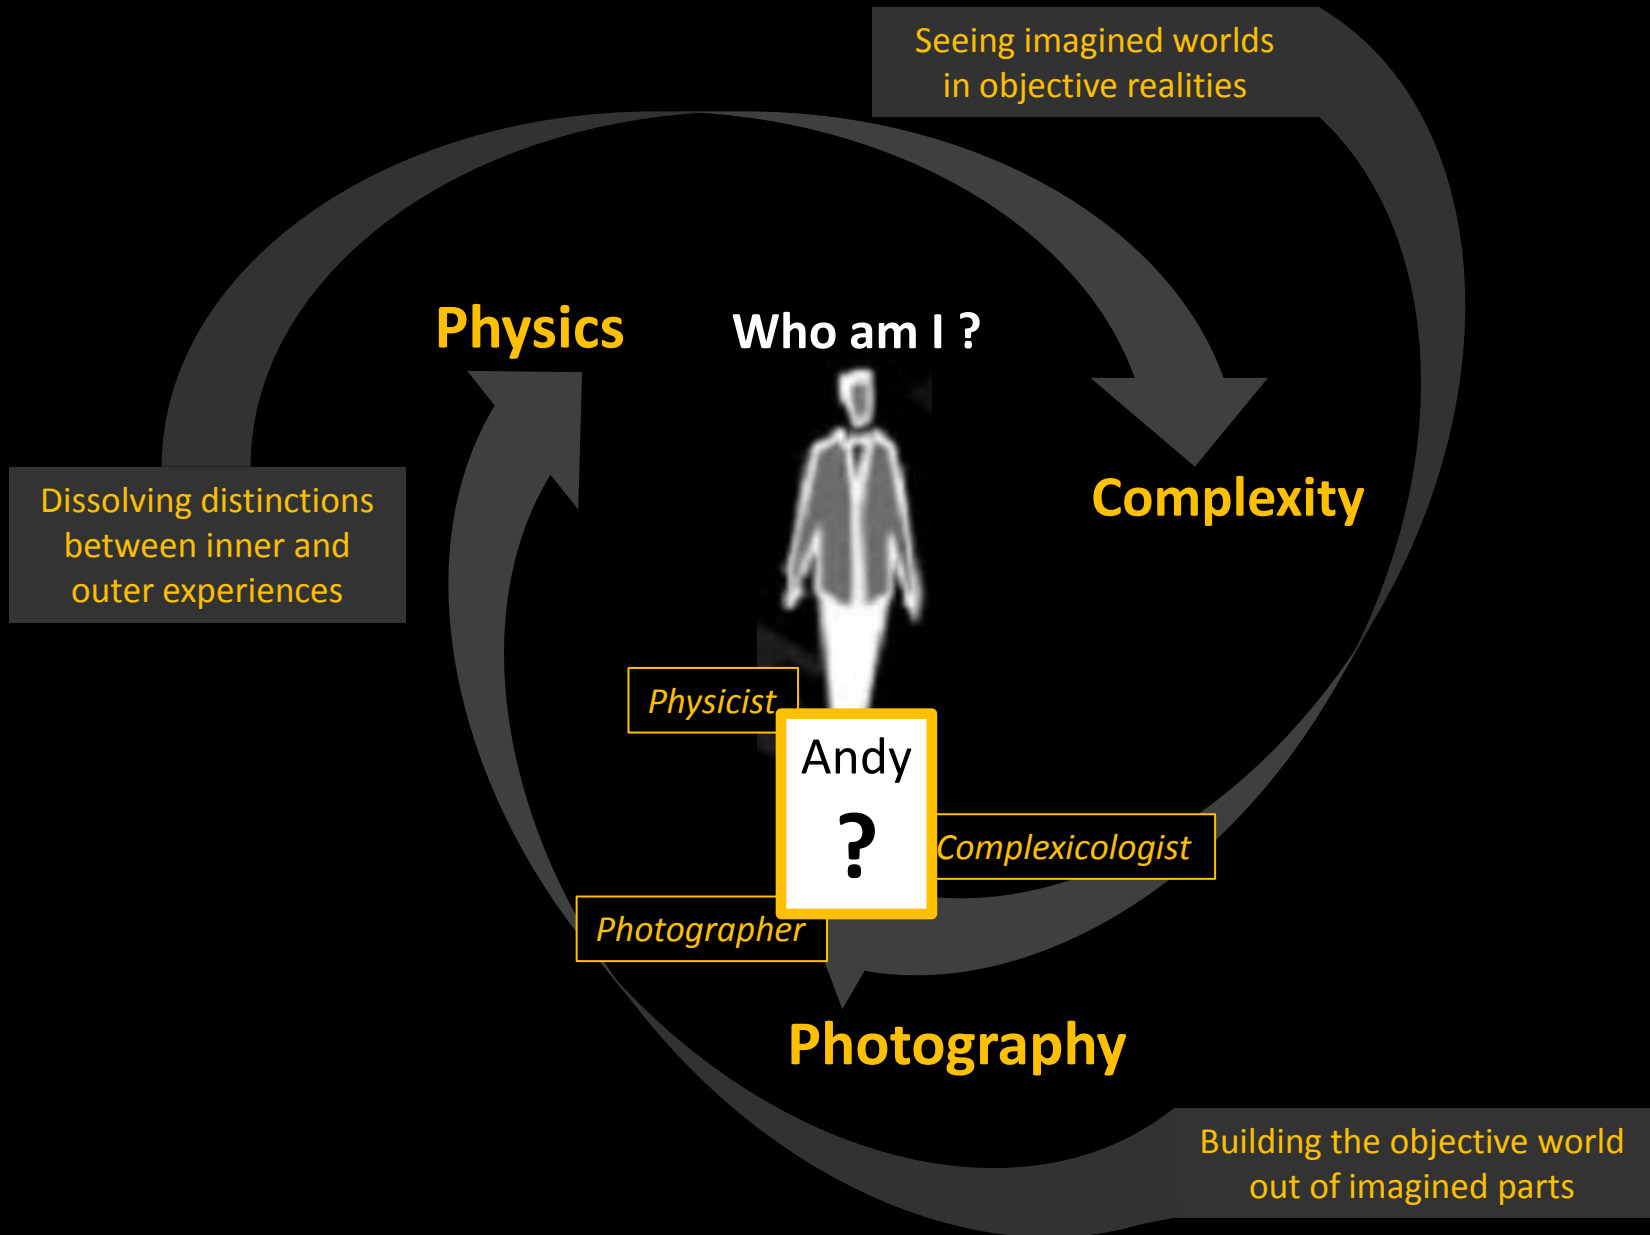 Seeing imagined worlds
in objective realities
Physics
Who am I ?
Complexity
Dissolving distinctions
between inner and
outer experiences
Physicist
Andy
?
Complexicologist
Photographer
Photography
Building the objective world
out of imagined parts